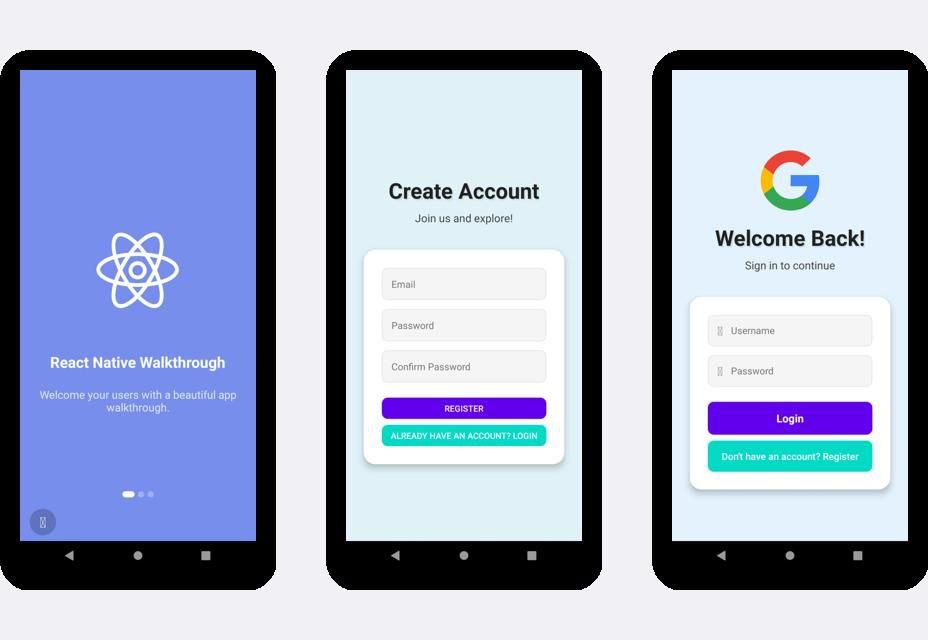 React Native Walkthrough
Welcome your users with a beautiful app
walkthrough.
Create Account
Join us and explore!
Email
Password
Confirm Password
REGISTER
ALREADY HAVE AN ACCOUNT? LOGIN
Welcome Back!
Sign in to continue
Username
Password
Login
Don't have an account? Register